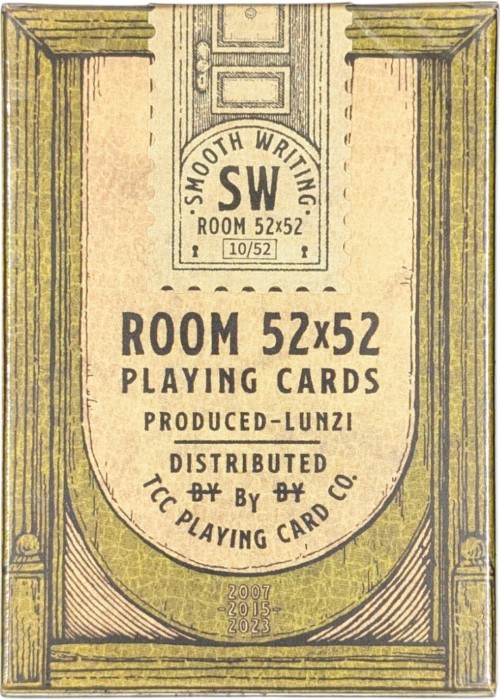 SMOOTH WRITING
SW
ROOM 52x52
10/52
ROOM 52x52
PLAYING CARDS
PRODUCED-LUNZI
DISTRIBUTED
BY By BY
TCC PLAYING CARD CO.
2007
-2015-
2023